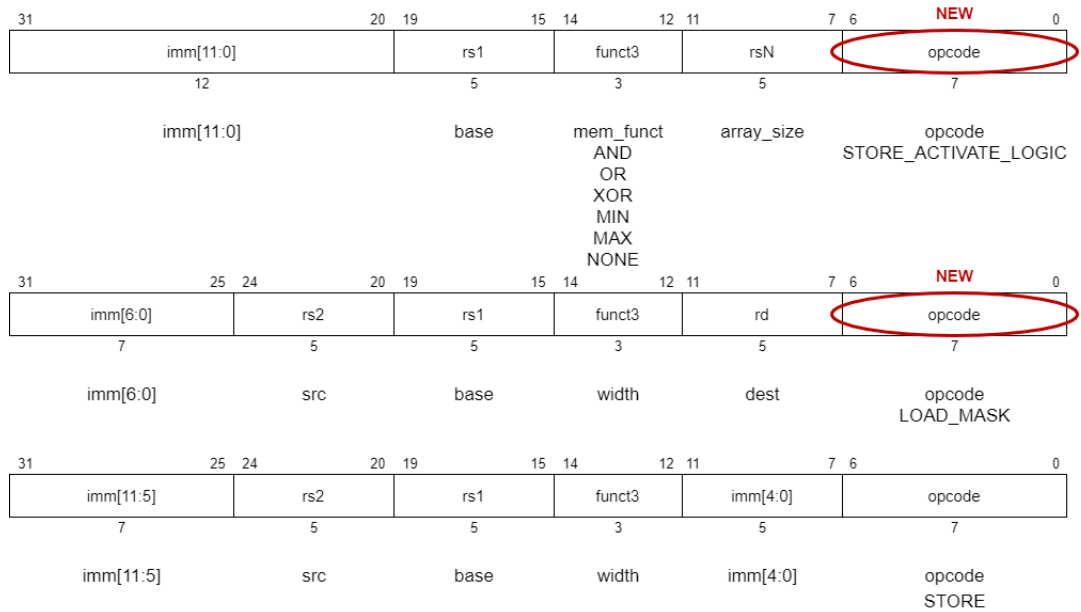 NEW
31 20 19 15 14 12 11 7 6 0
imm[11:0] rs1 funct3 rsN opcode
12 5 3 5 7
imm[11:0] base mem_funct array_size opcode
AND STORE_ACTIVATE_LOGIC
OR
XOR
MIN
MAX
NONE
NEW
31 25 24 20 19 15 14 12 11 7 6 0
imm[6:0] rs2 rs1 funct3 rd opcode
7 5 5 3 5 7
imm[6:0] src base width dest opcode
LOAD_MASK
31 25 24 20 19 15 14 12 11 7 6 0
imm[11:5] rs2 rs1 funct3 imm[4:0] opcode
7 5 5 3 5 7
imm[11:5] src base width imm[4:0] opcode
STORE